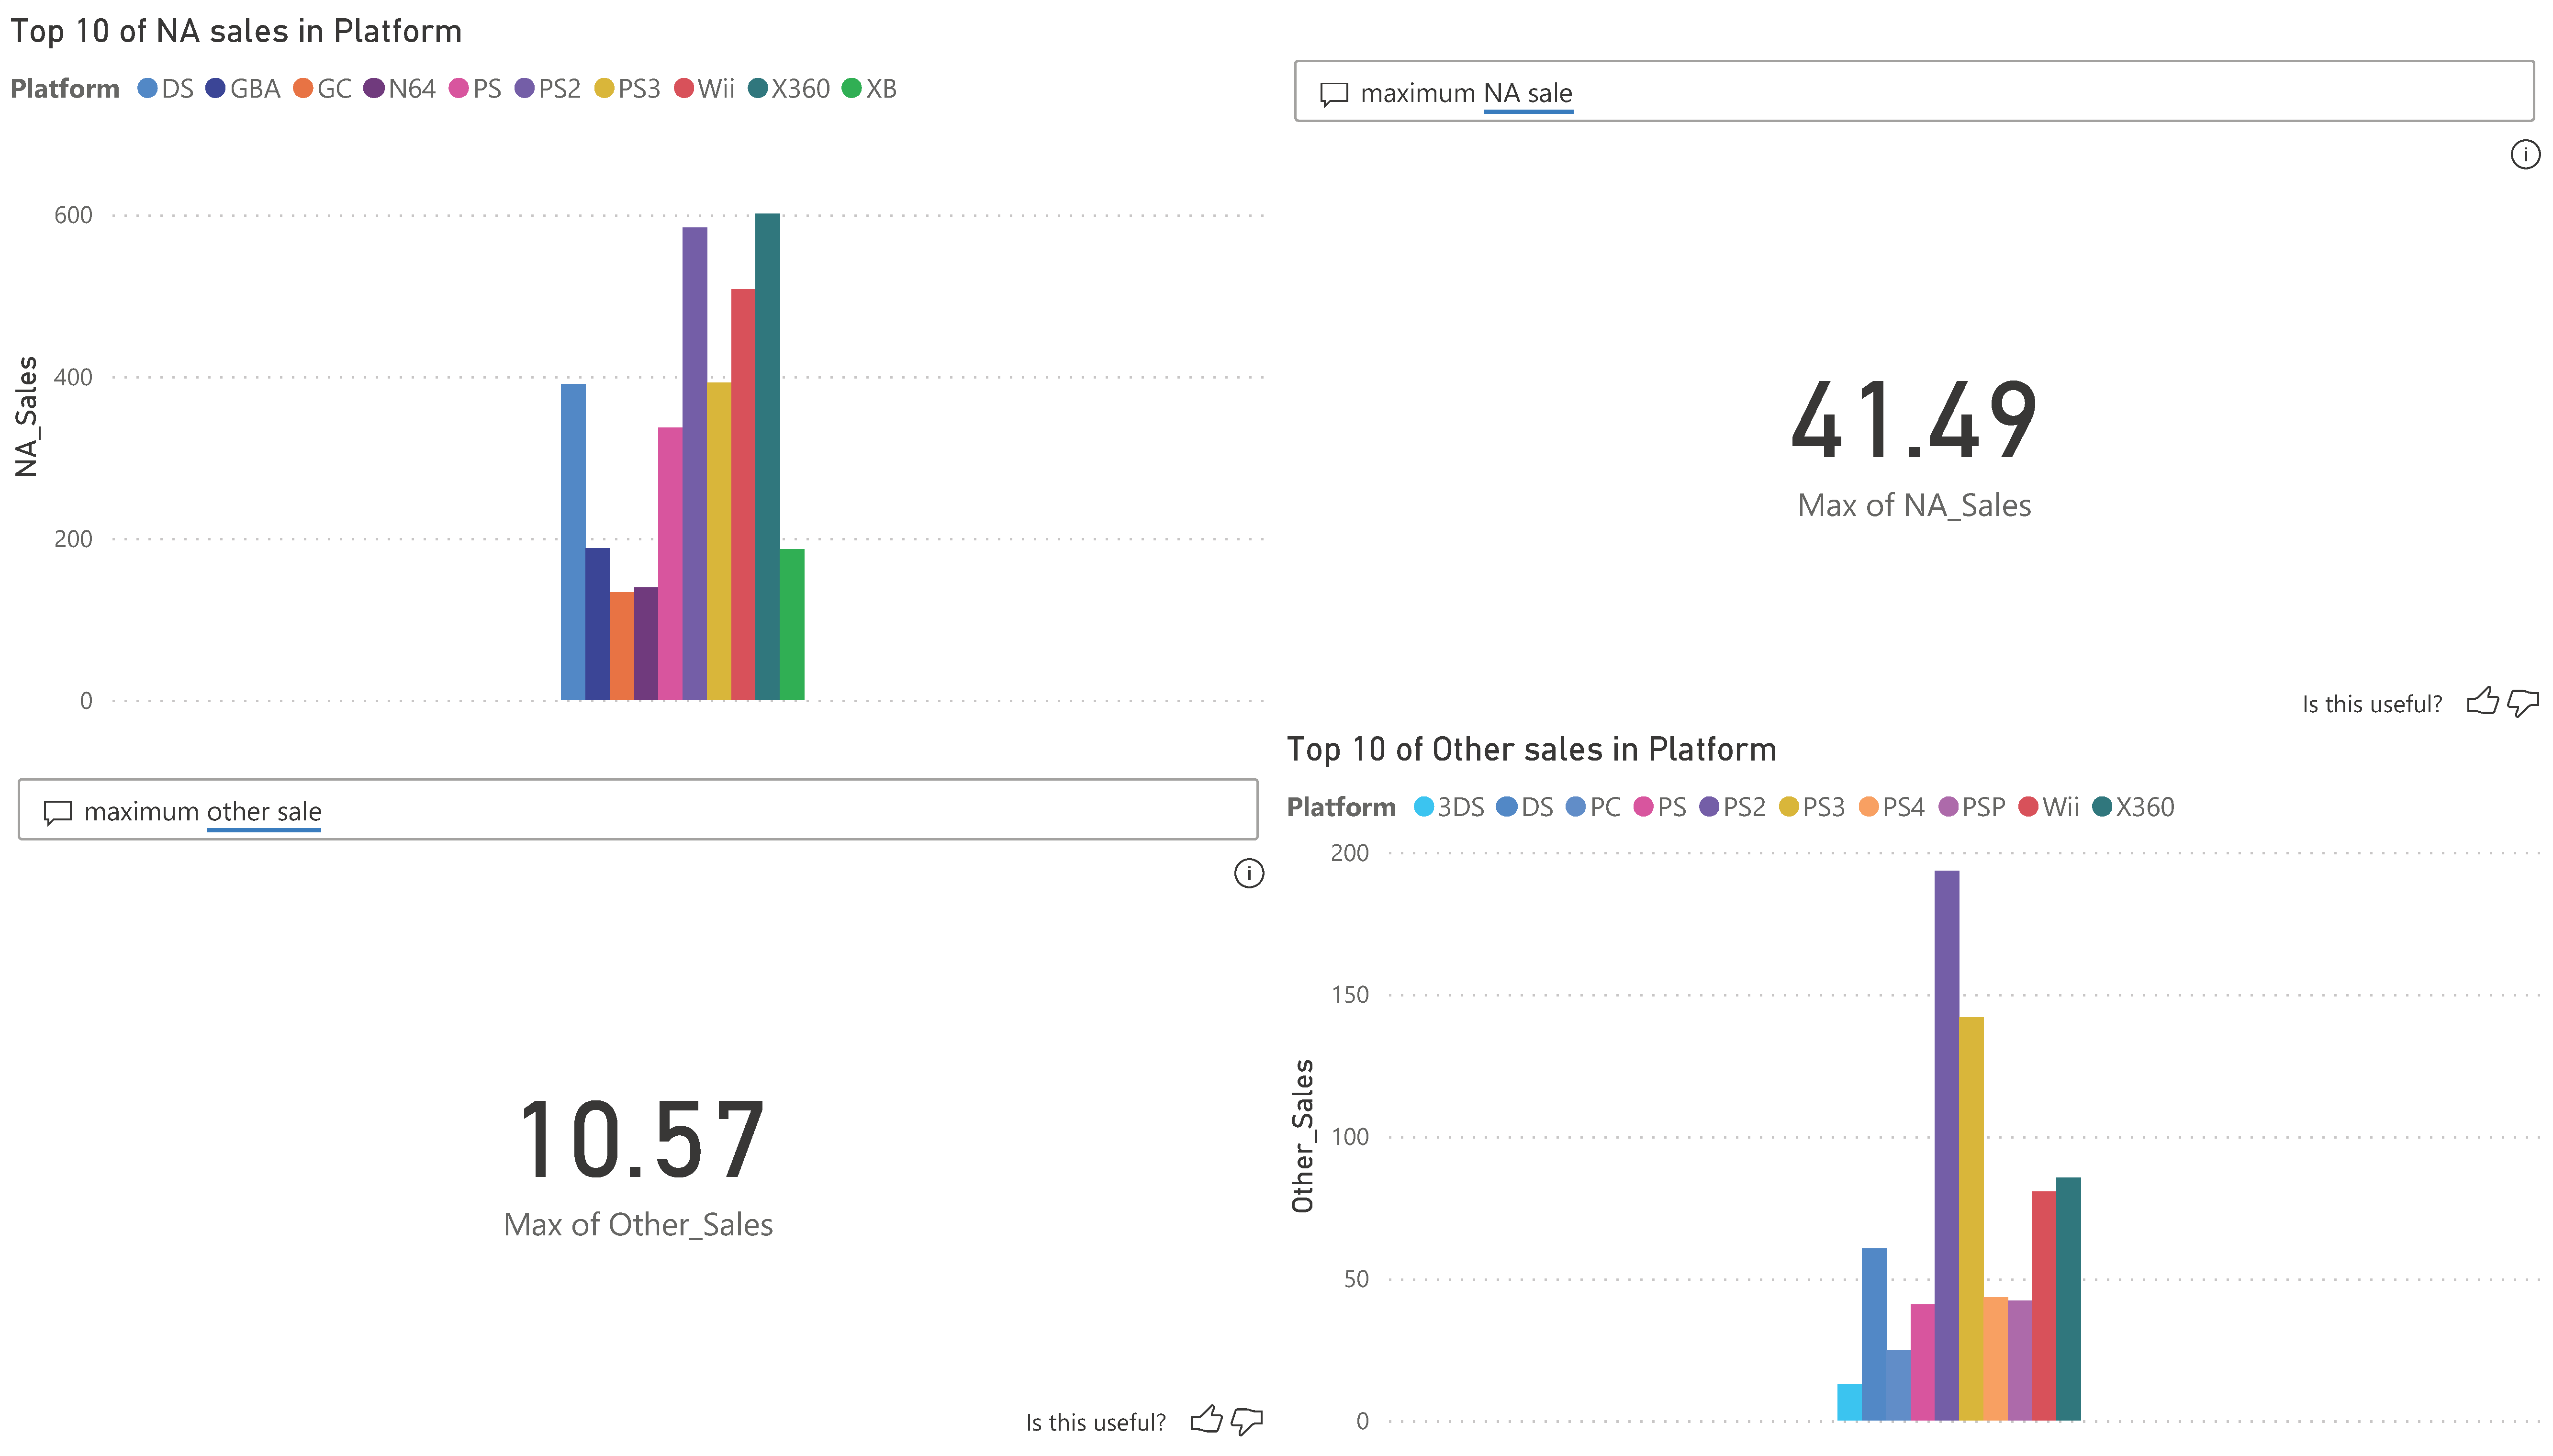 Top 10 of NA sales in Platform
Platform DS GBA GC N64 PS PS2 PS3 Wii X360 XB
600
400
200
0
NA_Sales
maximum NA sale
i
41.49
Max of NA_Sales
Is this useful?
maximum other sale
i
10.57
Max of Other_Sales
Is this useful?
Top 10 of Other sales in Platform
Platform 3DS DS PC PS PS2 PS3 PS4 PSP Wii X360
200
150
100
50
0
Other_Sales